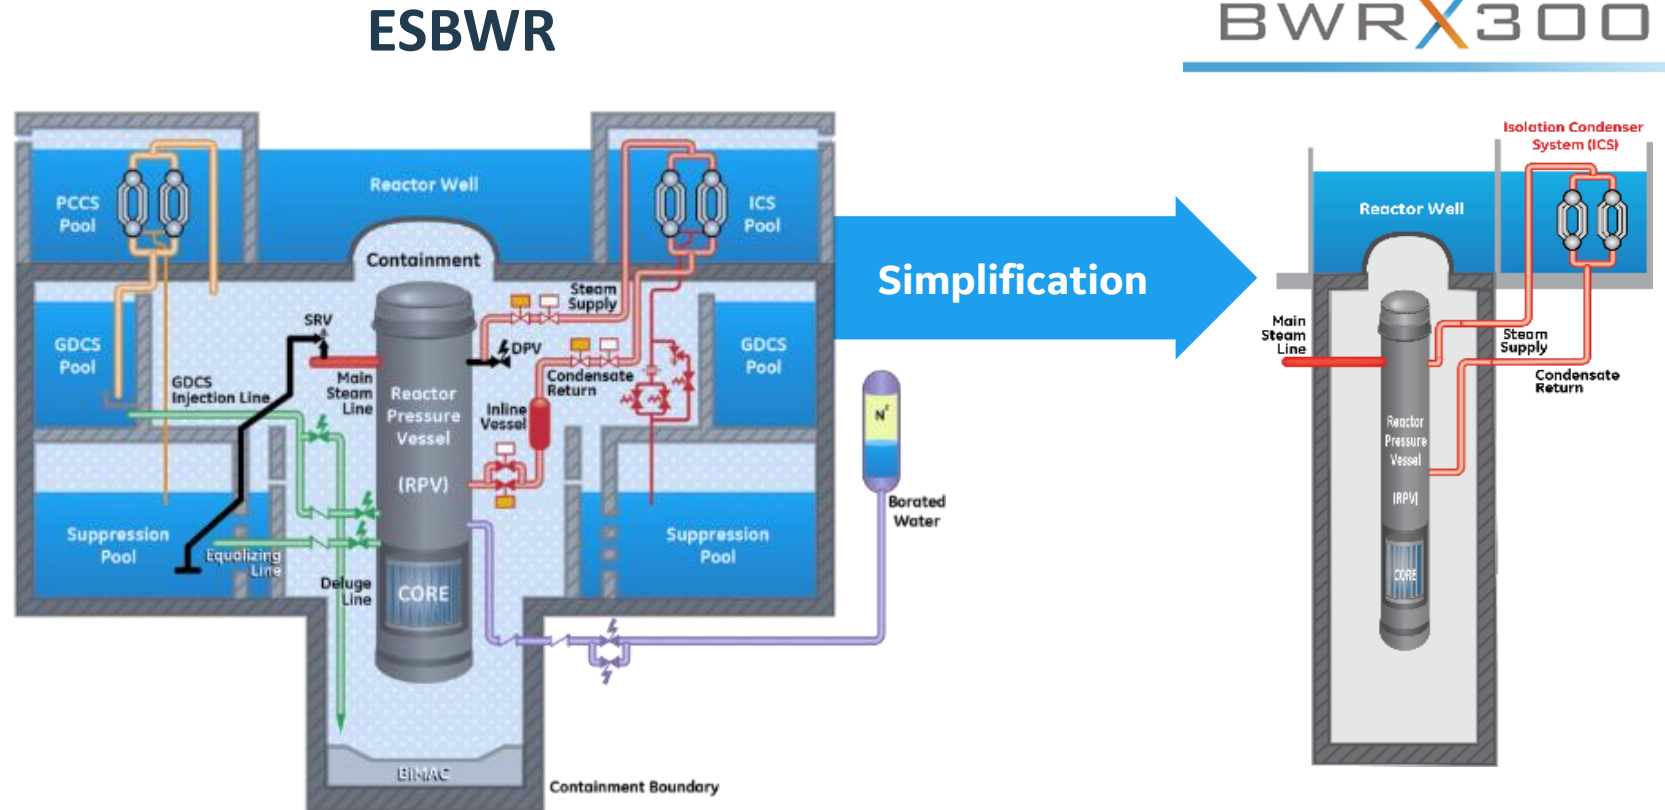 ESBWR
BWRX300
Isolation Condenser
System (ICS)
Reactor Well
PCCS
Pool
ICS
Pool
Containment
Steam
Supply
SRV
DPV
GDCS
Pool
GDCS
Injection Line
Main
Steam
Line
Reactor
Pressure
Vessel
(RPV)
Condensate
Return
Inline
Vessel
GDCS
Pool
Suppression
Pool
Equalizing
Line
Deluge
Line
CORE
Suppression
Pool
N²
Borated
Water
BiMAC
Containment Boundary
Simplification
Reactor Well
Main
Steam
Line
Steam
Supply
Condensate
Return
Reactor
Pressure
Vessel
(RPV)
CORE